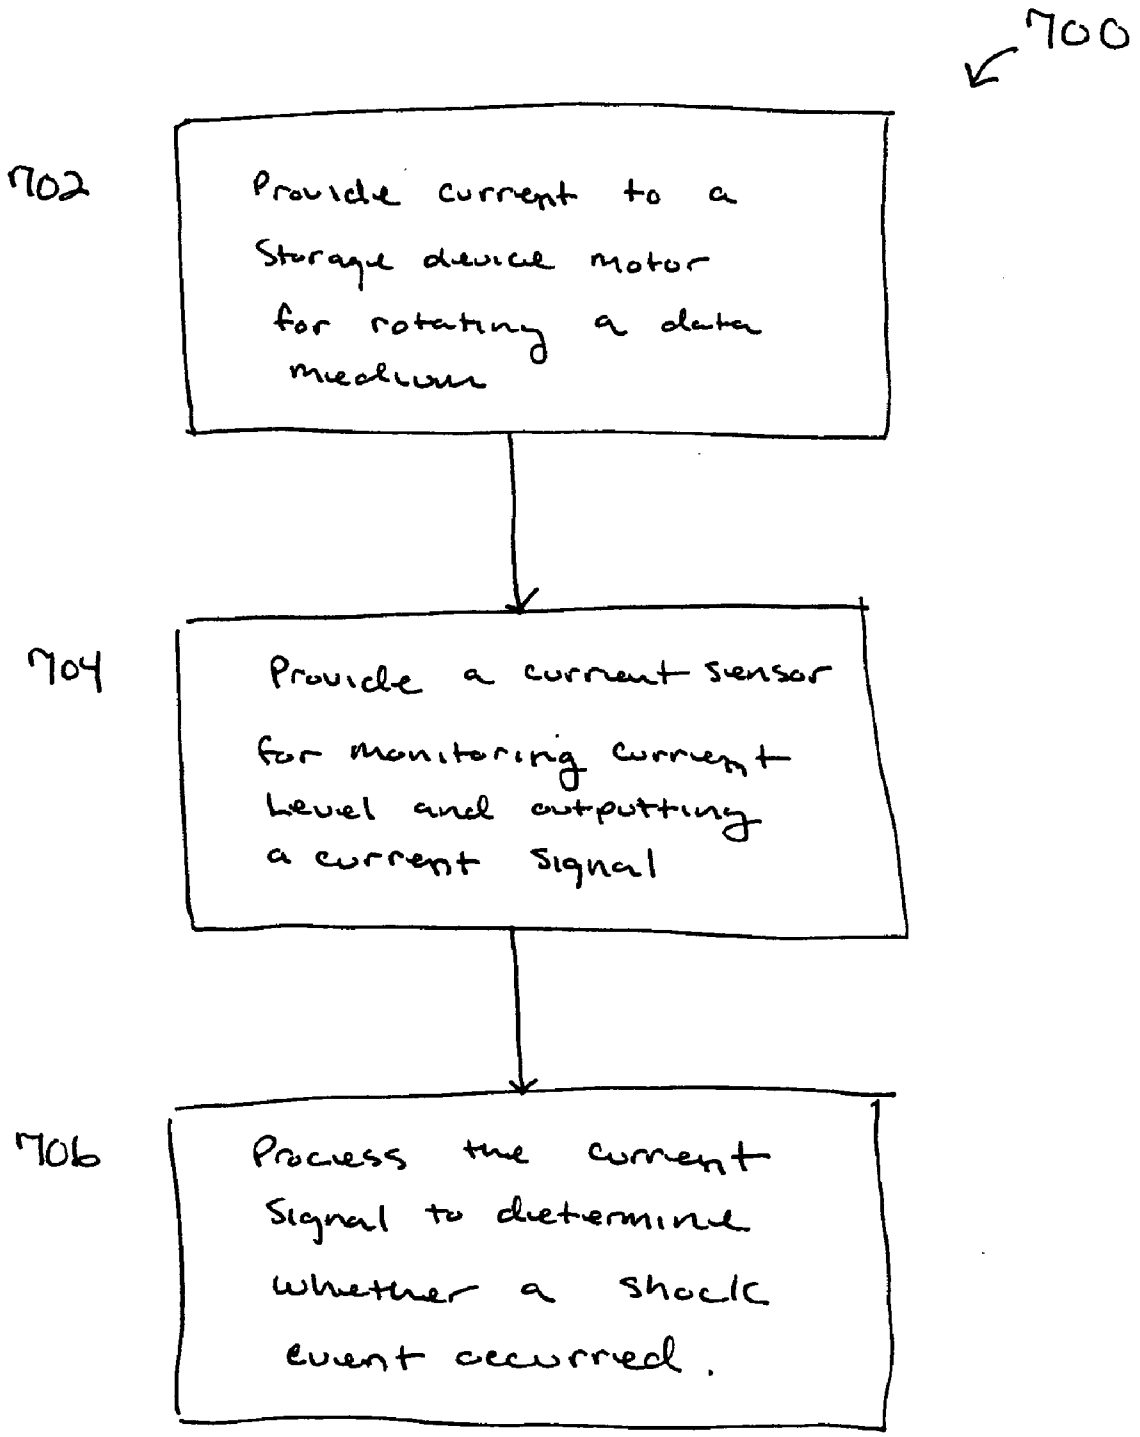 700
702
Provide current to a
Storage device motor
for rotating a data
medium
704
Provide a current sensor
for monitoring current
Level and outputting
a current signal
706
Process the current
Signal to determine
whether a shock
event occurred.